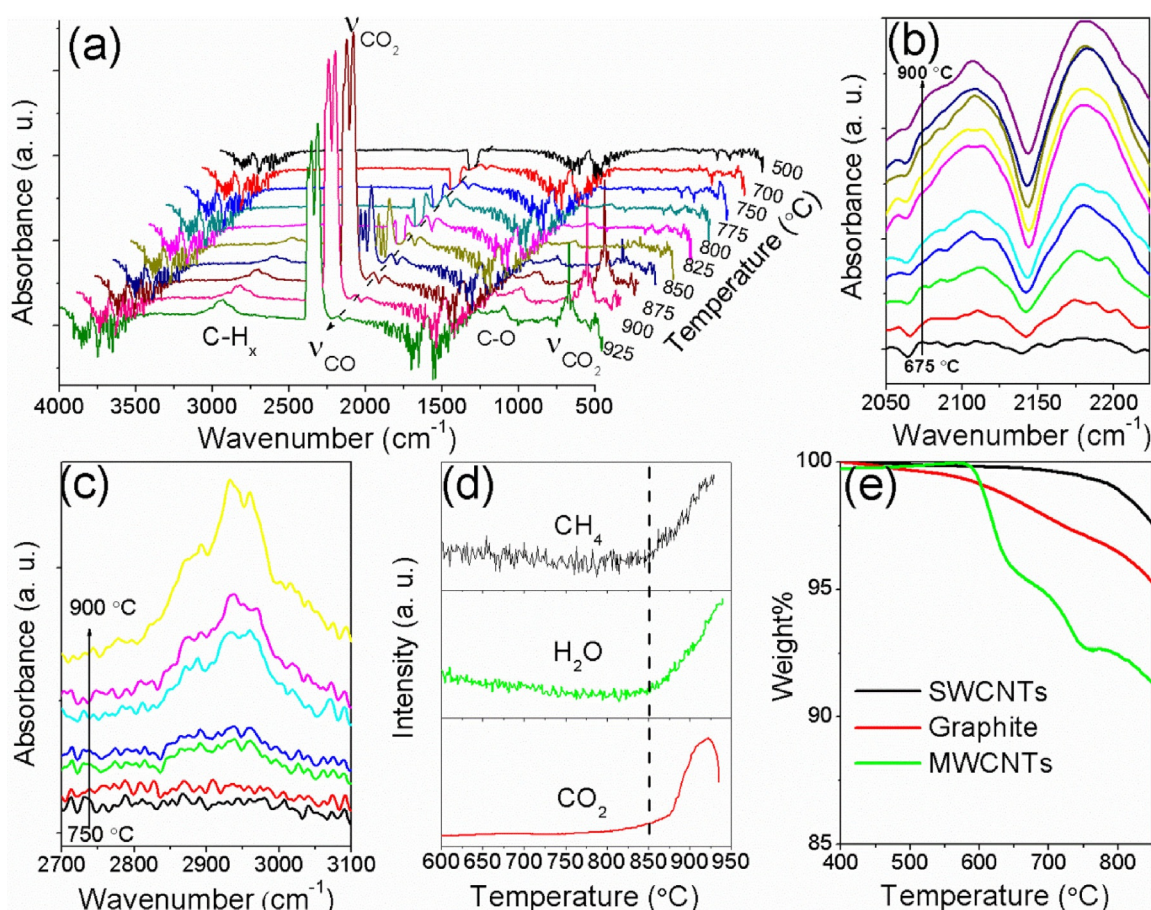 (a)
ν
CO2
Absorbance (a. u.)
500
700
750
775
800
825
850
875
900
925
Temperature (°C)
C-Hx
νCO
C-O
νCO2
4000 3500 3000 2500 2000 1500 1000 500
Wavenumber (cm-1)
(b)
Absorbance (a. u.)
900 °C
675 °C
2050 2100 2150 2200
Wavenumber (cm-1)
(c)
Absorbance (a. u.)
900 °C
750 °C
2700 2800 2900 3000 3100
Wavenumber (cm-1)
(d)
Intensity (a. u.)
CH4
H2O
CO2
600 650 700 750 800 850 900 950
Temperature (°C)
(e)
Weight%
100
95
90
85
SWCNTs
Graphite
MWCNTs
400 500 600 700 800
Temperature (°C)